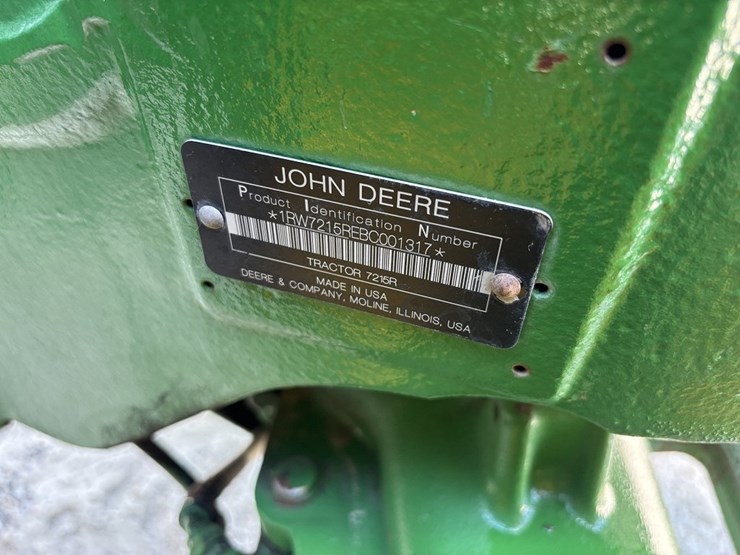 JOHN DEERE
Product Identification Number
*1RW7215REBC001317*
TRACTOR 7215R
MADE IN USA
DEERE & COMPANY, MOLINE, ILLINOIS, USA